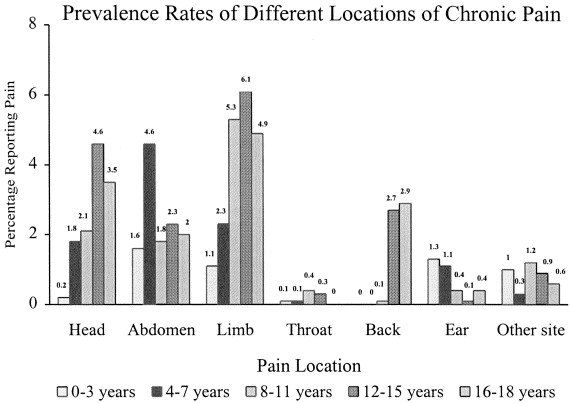 Prevalence Rates of Different Locations of Chronic Pain
Percentage Reporting Pain
8
6
4
2
0
0.2 1.8 2.1 4.6 3.5
1.6 4.6 1.8 2.3 2
1.1 2.3 5.3 6.1 4.9
0.1 0.1 0.4 0.3 0
0 0 0.1 2.7 2.9
1.3 1.1 0.4 0.1 0.4
1 0.3 1.2 0.9 0.6
Head Abdomen Limb Throat Back Ear Other site
Pain Location
0-3 years 4-7 years 8-11 years 12-15 years 16-18 years